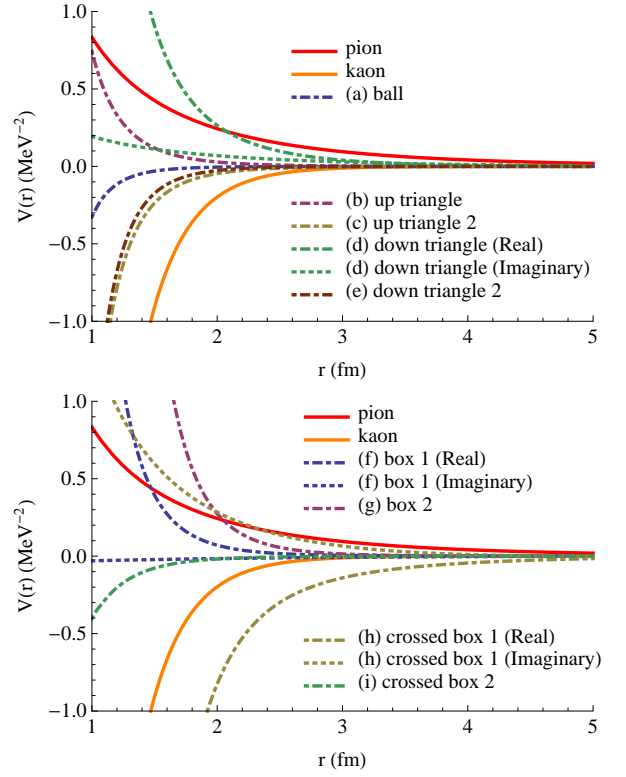 1.0
pion
kaon
(a) ball
0.5
V(r) (MeV⁻²)
0.0
(b) up triangle
(c) up triangle 2
(d) down triangle (Real)
(d) down triangle (Imaginary)
(e) down triangle 2
−0.5
−1.0
1 2 3 4 5
r (fm)
1.0
pion
kaon
(f) box 1 (Real)
(f) box 1 (Imaginary)
(g) box 2
0.5
V(r) (MeV⁻²)
0.0
−0.5
(h) crossed box 1 (Real)
(h) crossed box 1 (Imaginary)
(i) crossed box 2
−1.0
1 2 3 4 5
r (fm)